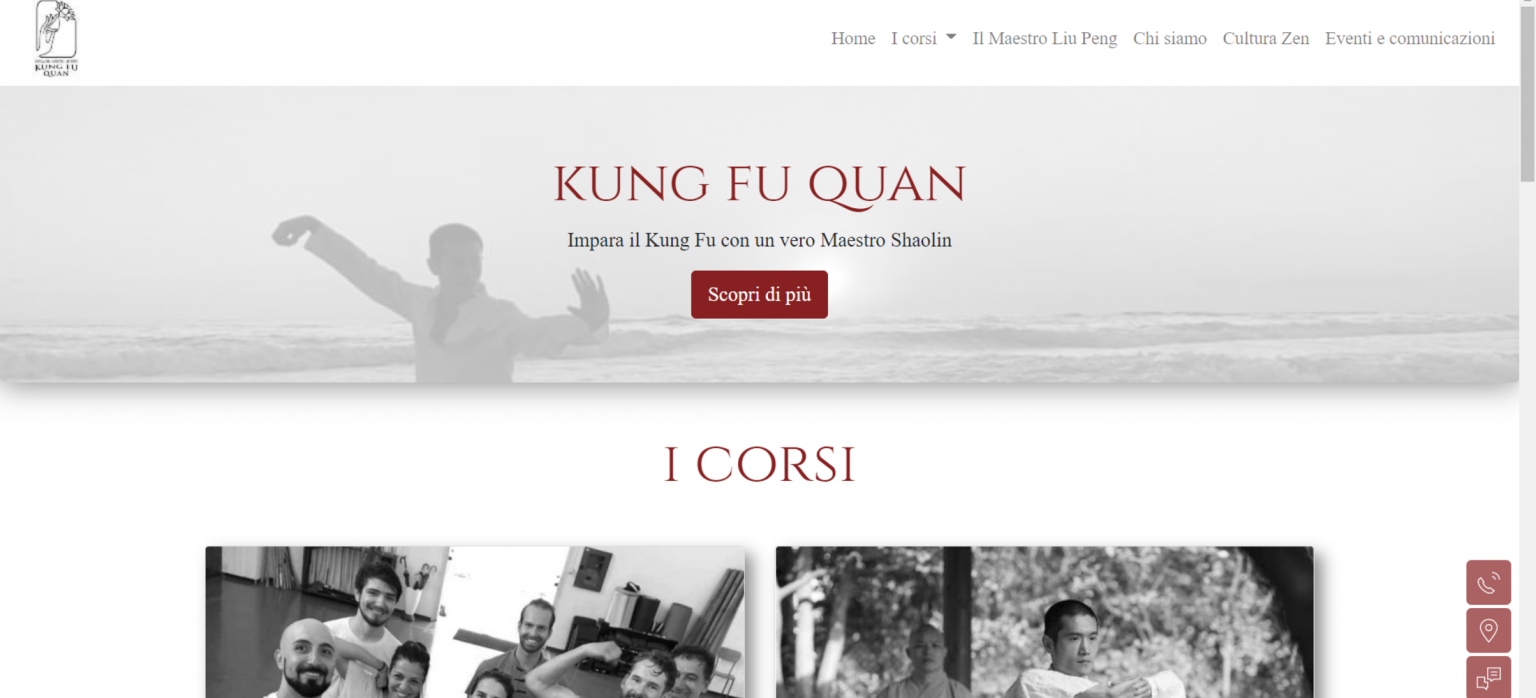 KUNG FU
QUAN
Home I corsi Il Maestro Liu Peng Chi siamo Cultura Zen Eventi e comunicazioni
KUNG FU QUAN
Impara il Kung Fu con un vero Maestro Shaolin
Scopri di più
I CORSI